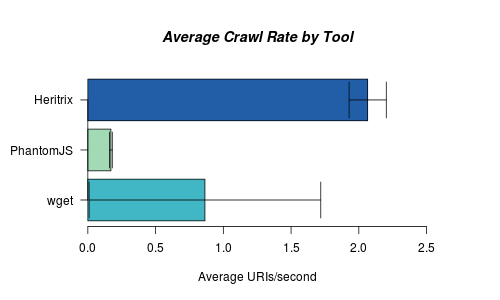 Average Crawl Rate by Tool
Heritrix
PhantomJS
wget
0.0 0.5 1.0 1.5 2.0 2.5
Average URIs/second